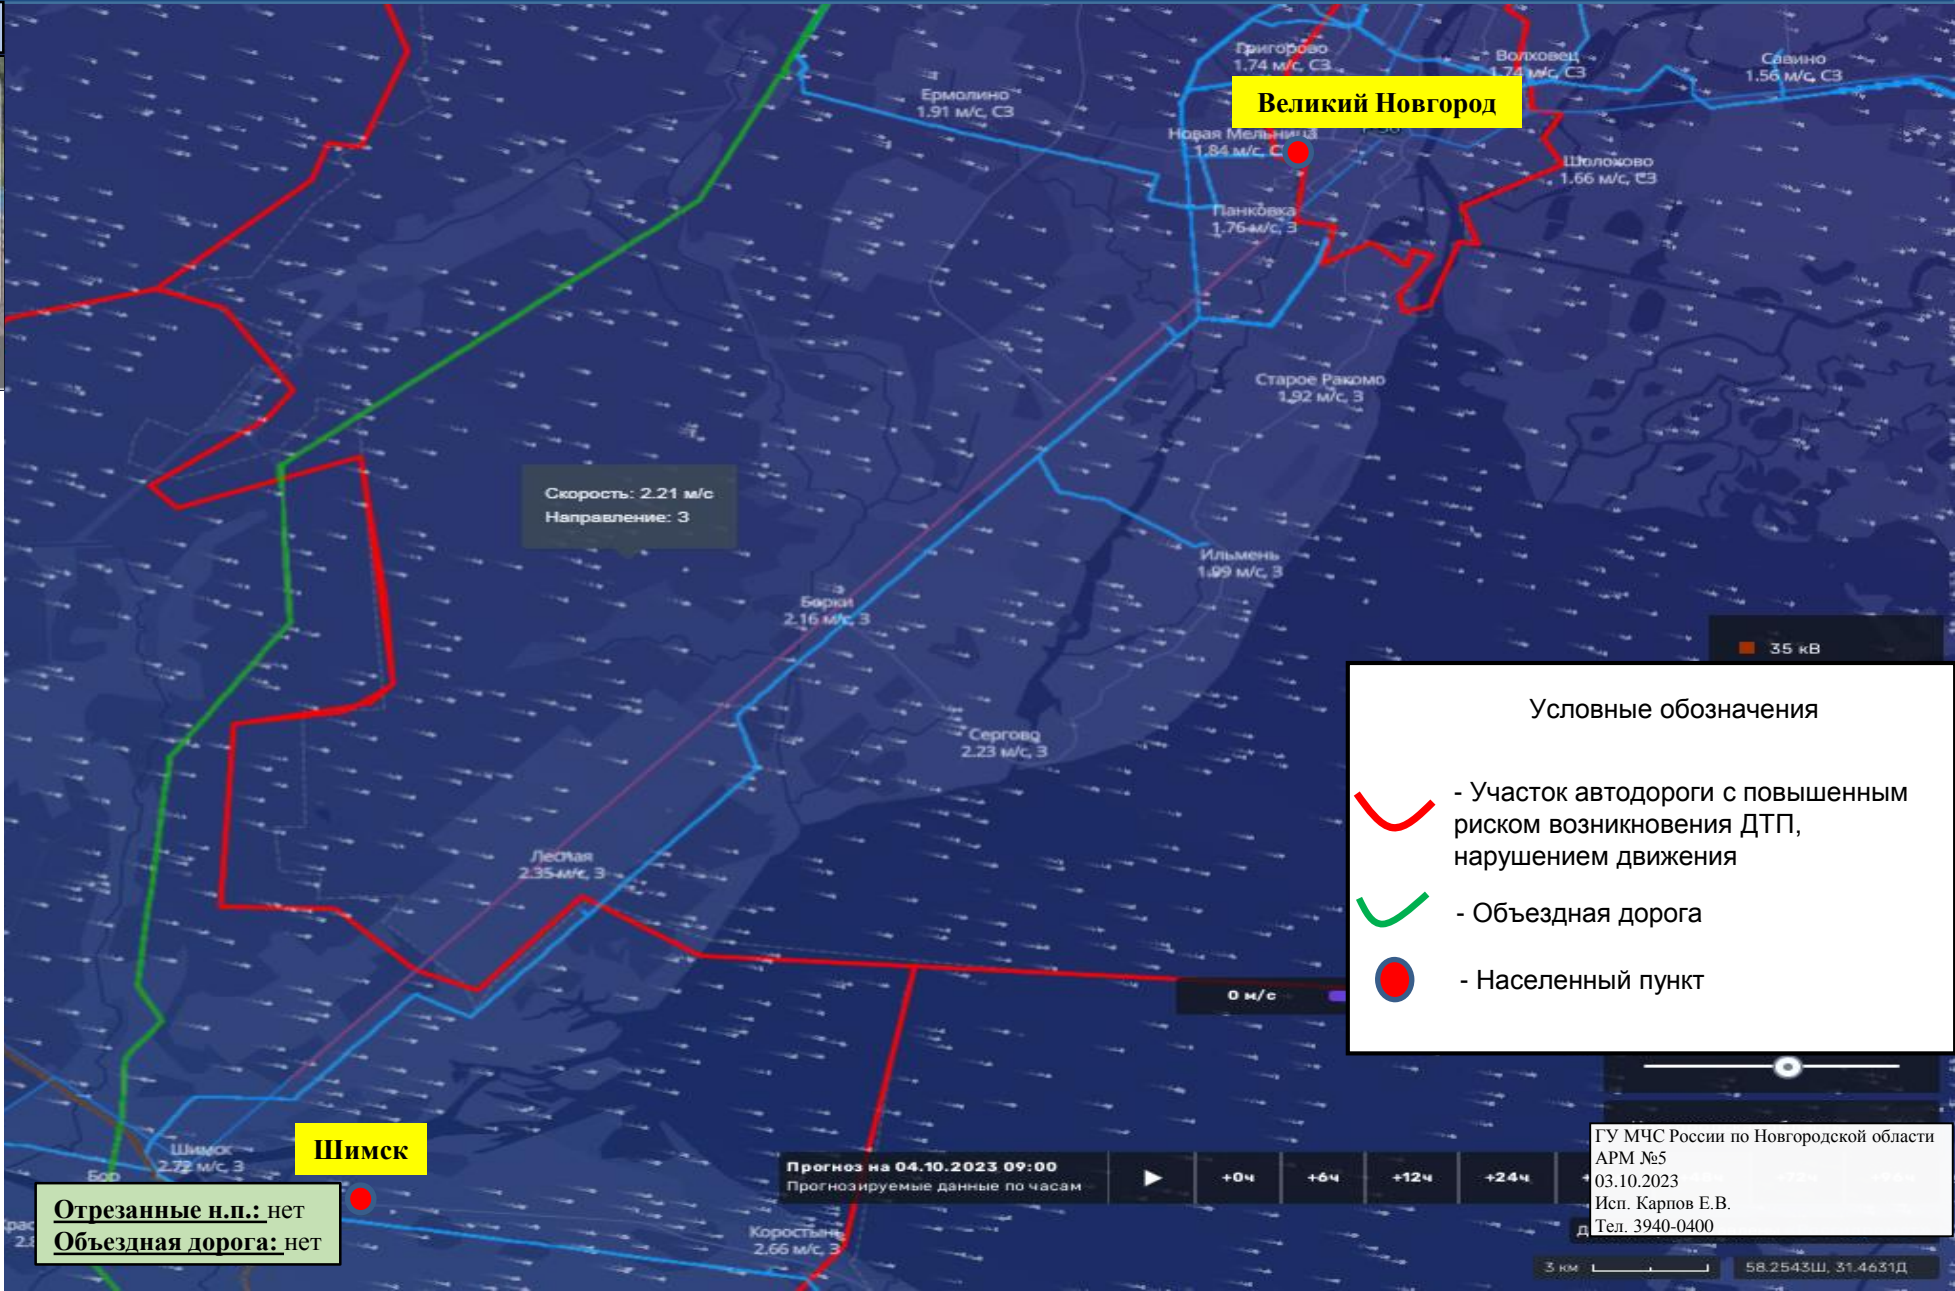 Григорово
1.74 м/с, СЗ
Волховец
1.74 м/с, СЗ
Савино
1.56 м/с, СЗ
Ермолино
1.91 м/с, СЗ
Великий Новгород
Новая Мельница
1.84 м/с,
Шолохово
1.66 м/с, СЗ
Панковка
1.76 м/с, З
Старое Ракомо
1.92 м/с, З
Скорость: 2.21 м/с
Направление: З
Ильмень
1.99 м/с, З
Борки
2.16 м/с, З
35 кВ
Серговo
2.23 м/с, З
Условные обозначения
- Участок автодороги с повышенным
риском возникновения ДТП,
нарушением движения
- Объездная дорога
- Населенный пункт
Лесная
2.35 м/с, З
0 м/с
Шимск
2.72 м/с, З
Бор
Шимск
Отрезанные н.п.: нет
Объездная дорога: нет
Коростынь
2.66 м/с, З
Прогноз на 04.10.2023 09:00
Прогнозируемые данные по часам
+0ч
+6ч
+12ч
+24ч
ГУ МЧС России по Новгородской области
АРМ №5
03.10.2023
Исп. Карпов Е.В.
Тел. 3940-0400
3 км
58.2543Ш, 31.4631Д